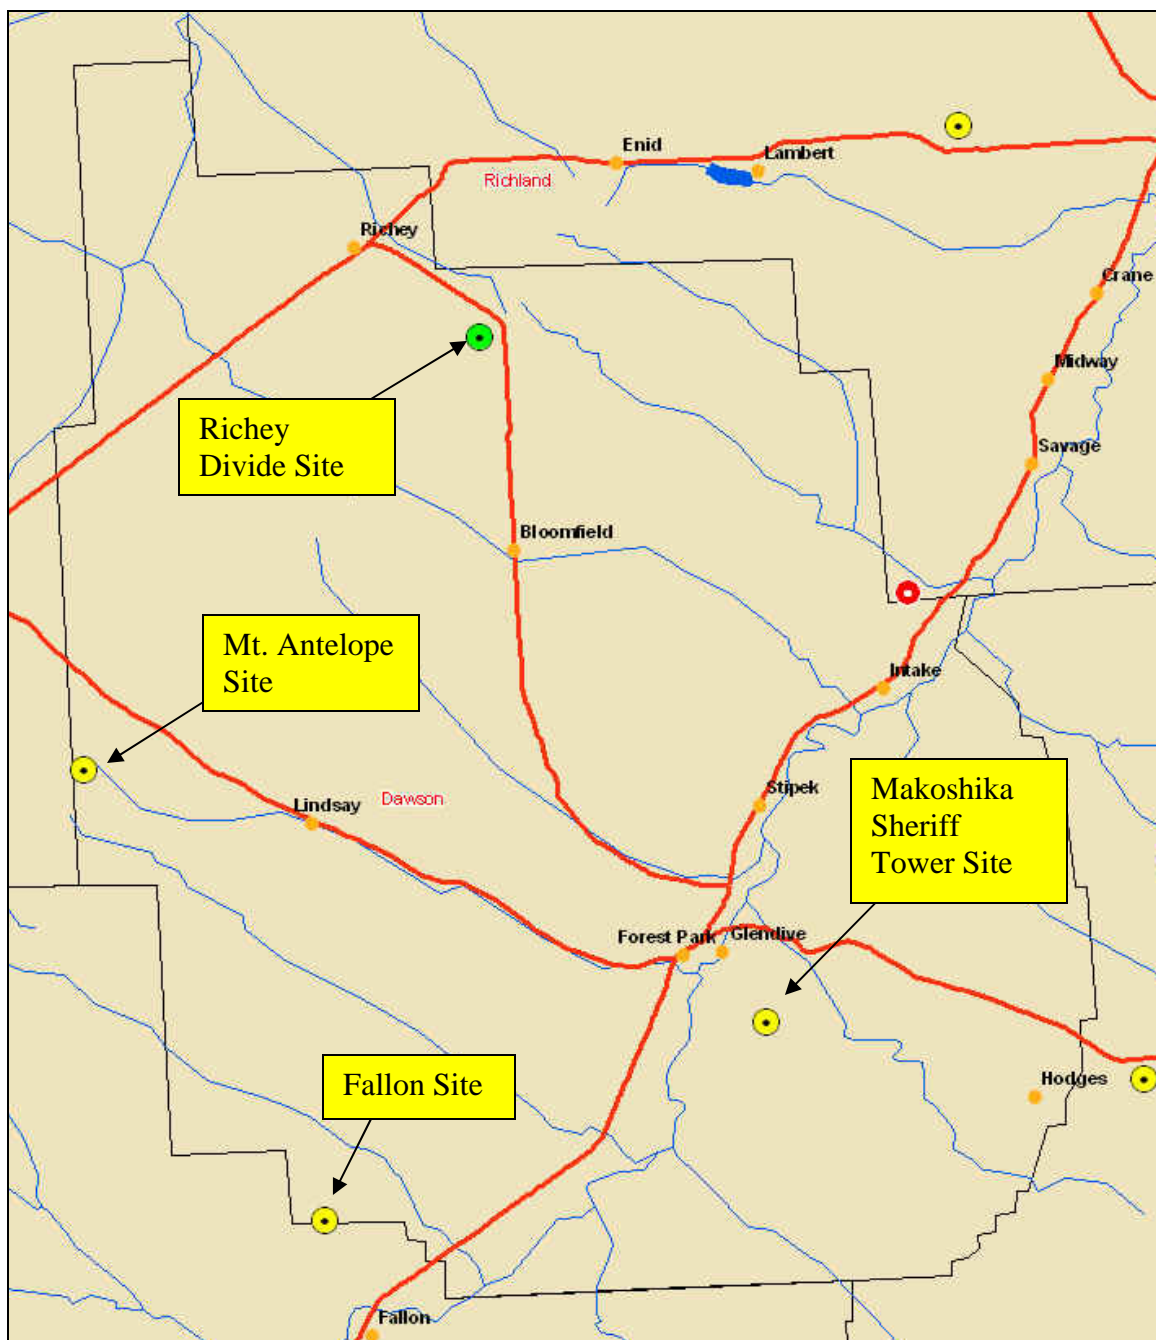 Enid
Lambert
Richland
Richey
Crane
Midway
Richey
Divide Site
Savage
Bloomfield
Mt. Antelope
Site
Intake
Makoshika
Sheriff
Tower Site
Stipek
Lindsay
Dawson
Forest Park
Glendive
Fallon Site
Hodges
Fallon